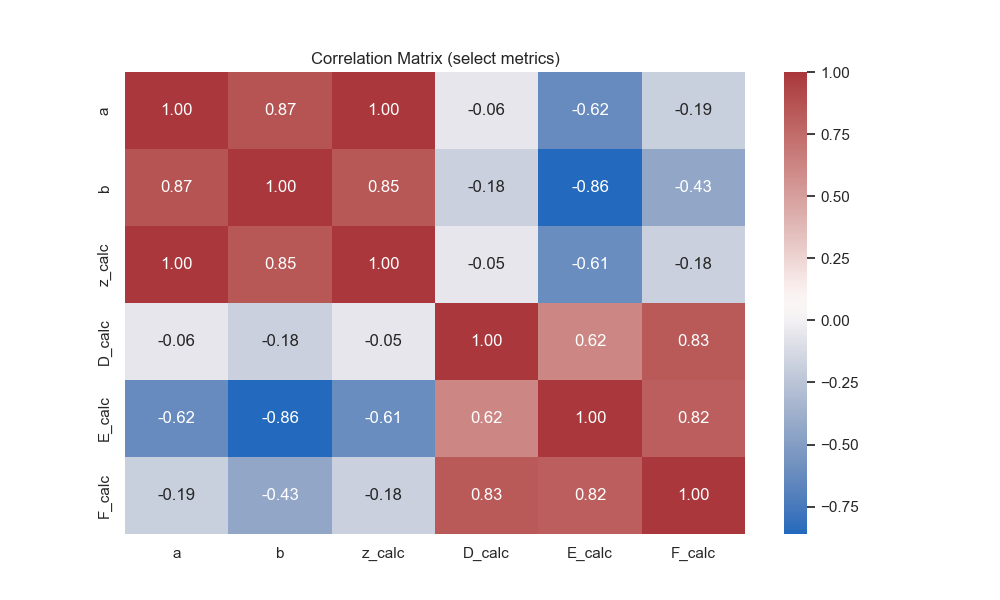 Correlation Matrix (select metrics)
a 1.00 0.87 1.00 -0.06 -0.62 -0.19
b 0.87 1.00 0.85 -0.18 -0.86 -0.43
z_calc 1.00 0.85 1.00 -0.05 -0.61 -0.18
D_calc -0.06 -0.18 -0.05 1.00 0.62 0.83
E_calc -0.62 -0.86 -0.61 0.62 1.00 0.82
F_calc -0.19 -0.43 -0.18 0.83 0.82 1.00
a b z_calc D_calc E_calc F_calc
1.00
0.75
0.50
0.25
0.00
−0.25
−0.50
−0.75